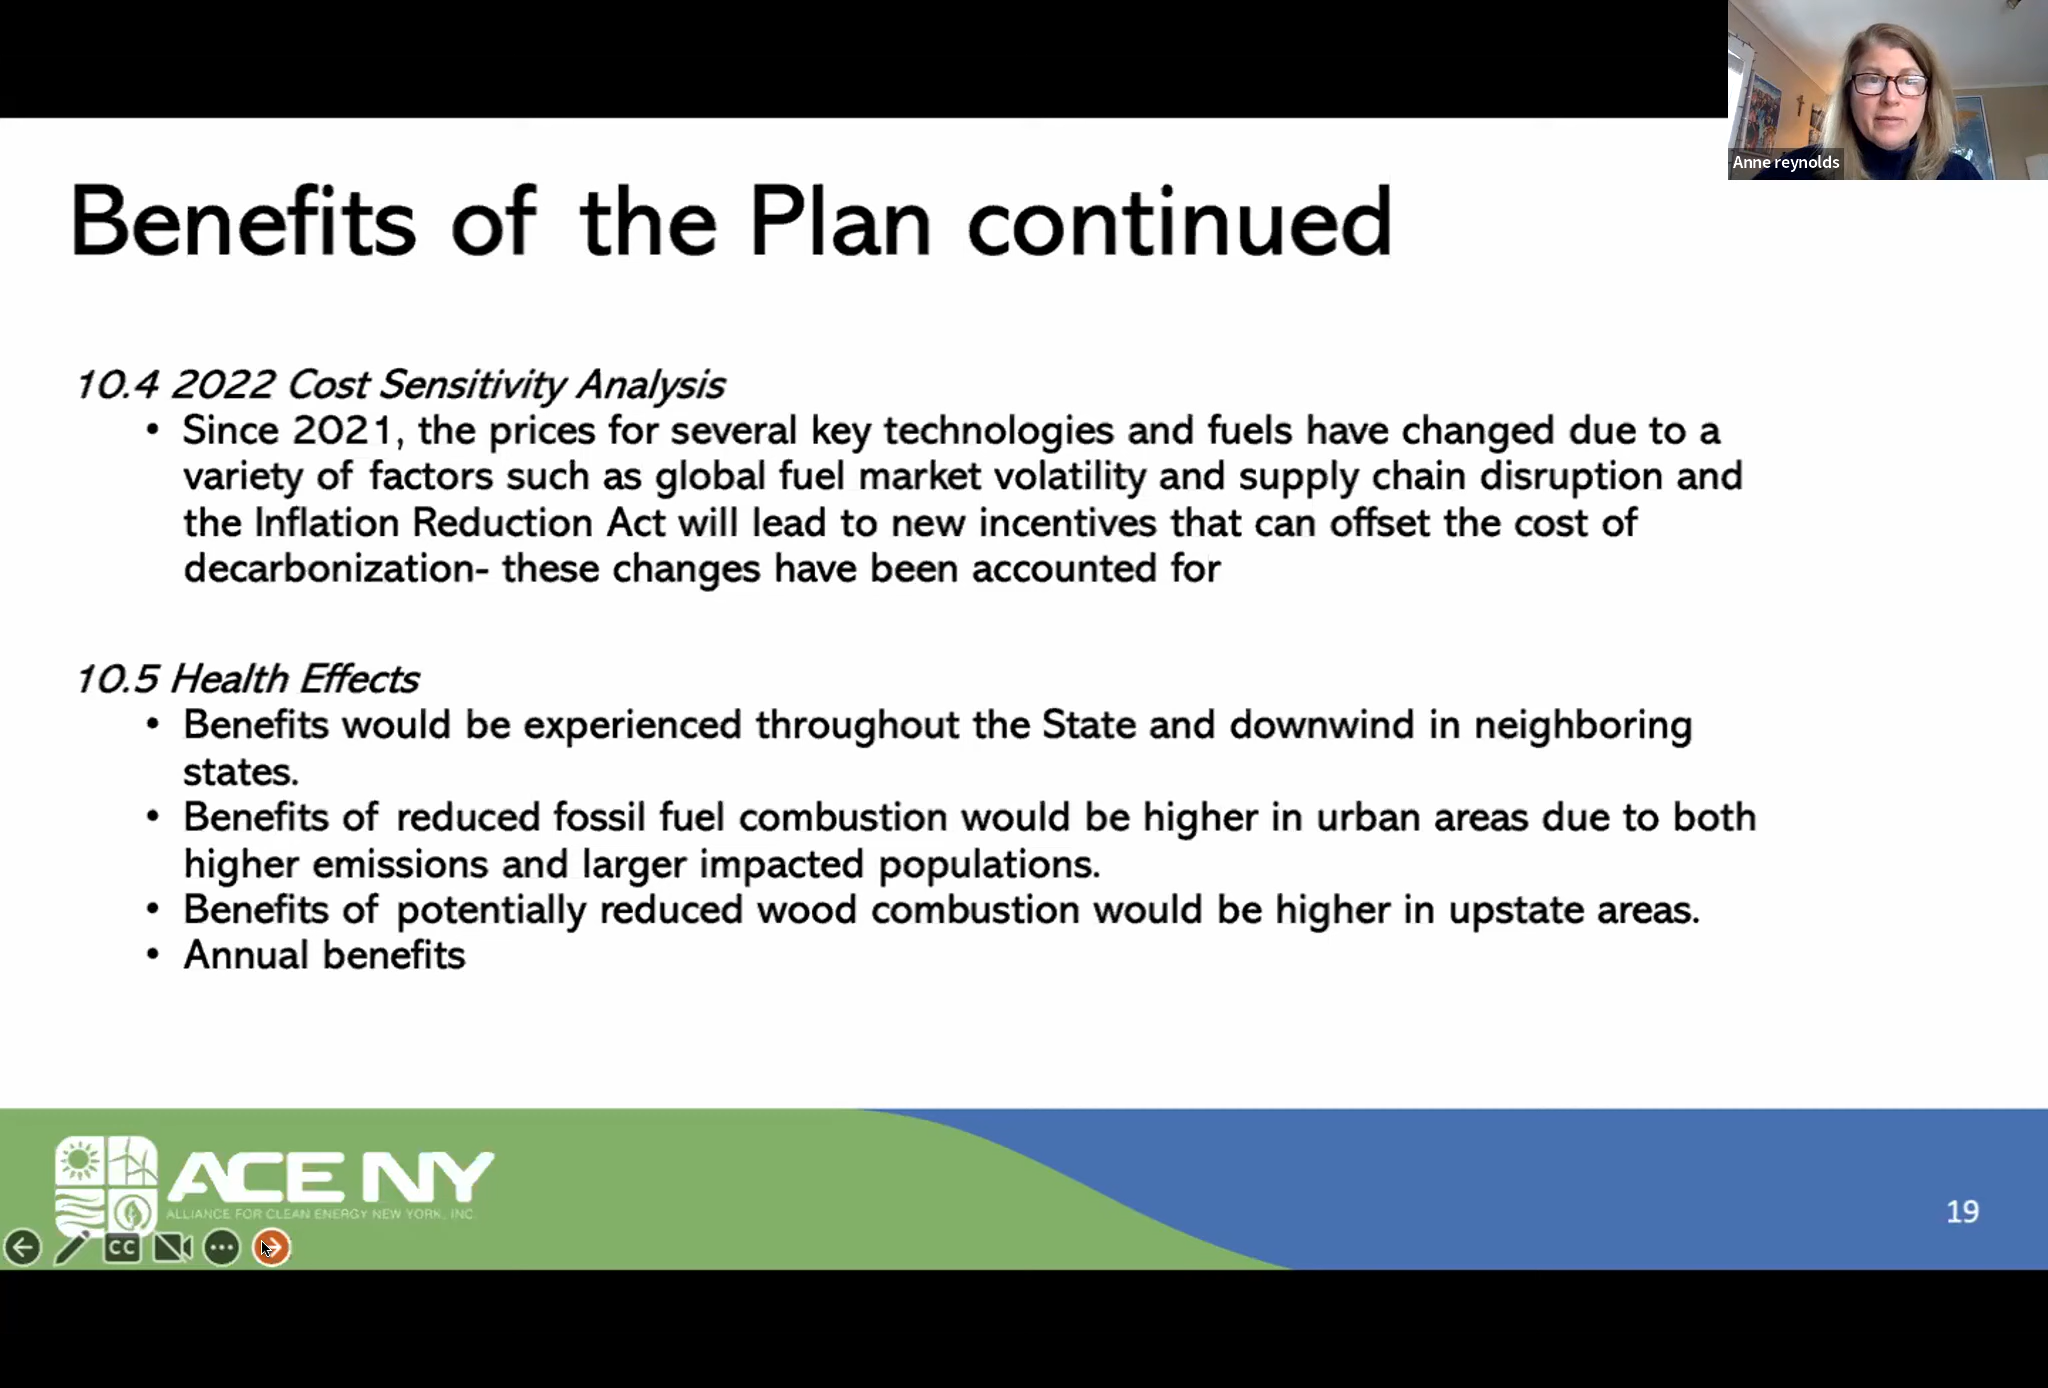 Anne reynolds
Benefits of the Plan continued
10.4 2022 Cost Sensitivity Analysis
• Since 2021, the prices for several key technologies and fuels have changed due to a
variety of factors such as global fuel market volatility and supply chain disruption and
the Inflation Reduction Act will lead to new incentives that can offset the cost of
decarbonization- these changes have been accounted for
10.5 Health Effects
• Benefits would be experienced throughout the State and downwind in neighboring
states.
• Benefits of reduced fossil fuel combustion would be higher in urban areas due to both
higher emissions and larger impacted populations.
• Benefits of potentially reduced wood combustion would be higher in upstate areas.
• Annual benefits
ACE NY
ALLIANCE FOR CLEAN ENERGY NEW YORK, INC.
CC
19